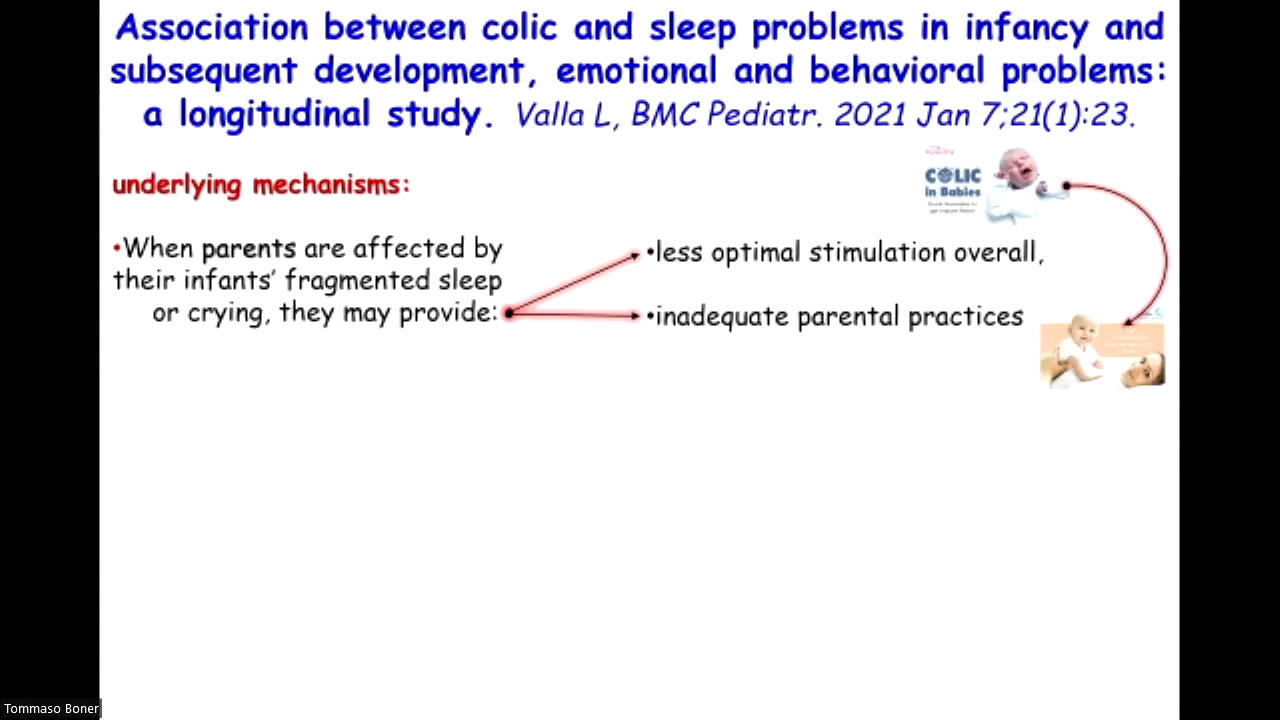 Association between colic and sleep problems in infancy and
subsequent development, emotional and behavioral problems:
a longitudinal study. Valla L, BMC Pediatr. 2021 Jan 7;21(1):23.
underlying mechanisms:
COLIC
in Babies
•When parents are affected by
their infants’ fragmented sleep
or crying, they may provide:
•less optimal stimulation overall,
•inadequate parental practices
Tommaso Boner